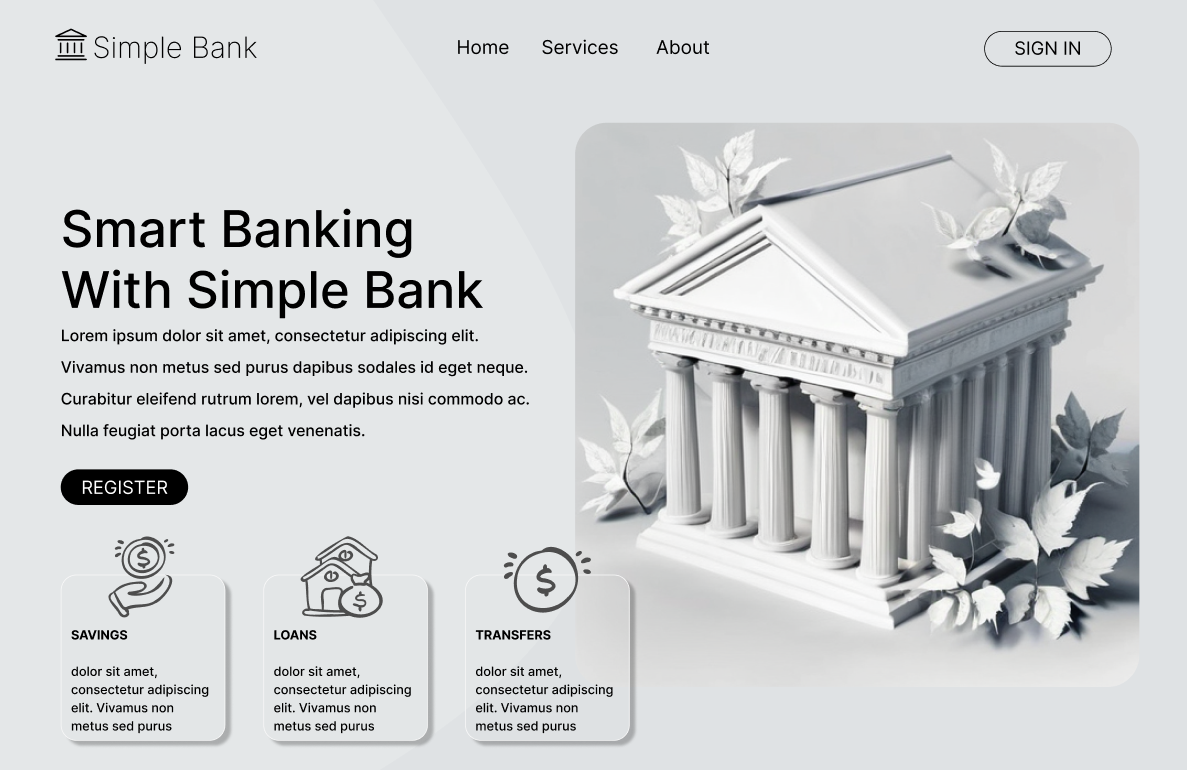 Simple Bank
Home Services About
SIGN IN
Smart Banking
With Simple Bank
Lorem ipsum dolor sit amet, consectetur adipiscing elit.
Vivamus non metus sed purus dapibus sodales id eget neque.
Curabitur eleifend rutrum lorem, vel dapibus nisi commodo ac.
Nulla feugiat porta lacus eget venenatis.
REGISTER
$
SAVINGS
dolor sit amet,
consectetur adipiscing
elit. Vivamus non
metus sed purus
$
LOANS
dolor sit amet,
consectetur adipiscing
elit. Vivamus non
metus sed purus
$
TRANSFERS
dolor sit amet,
consectetur adipiscing
elit. Vivamus non
metus sed purus